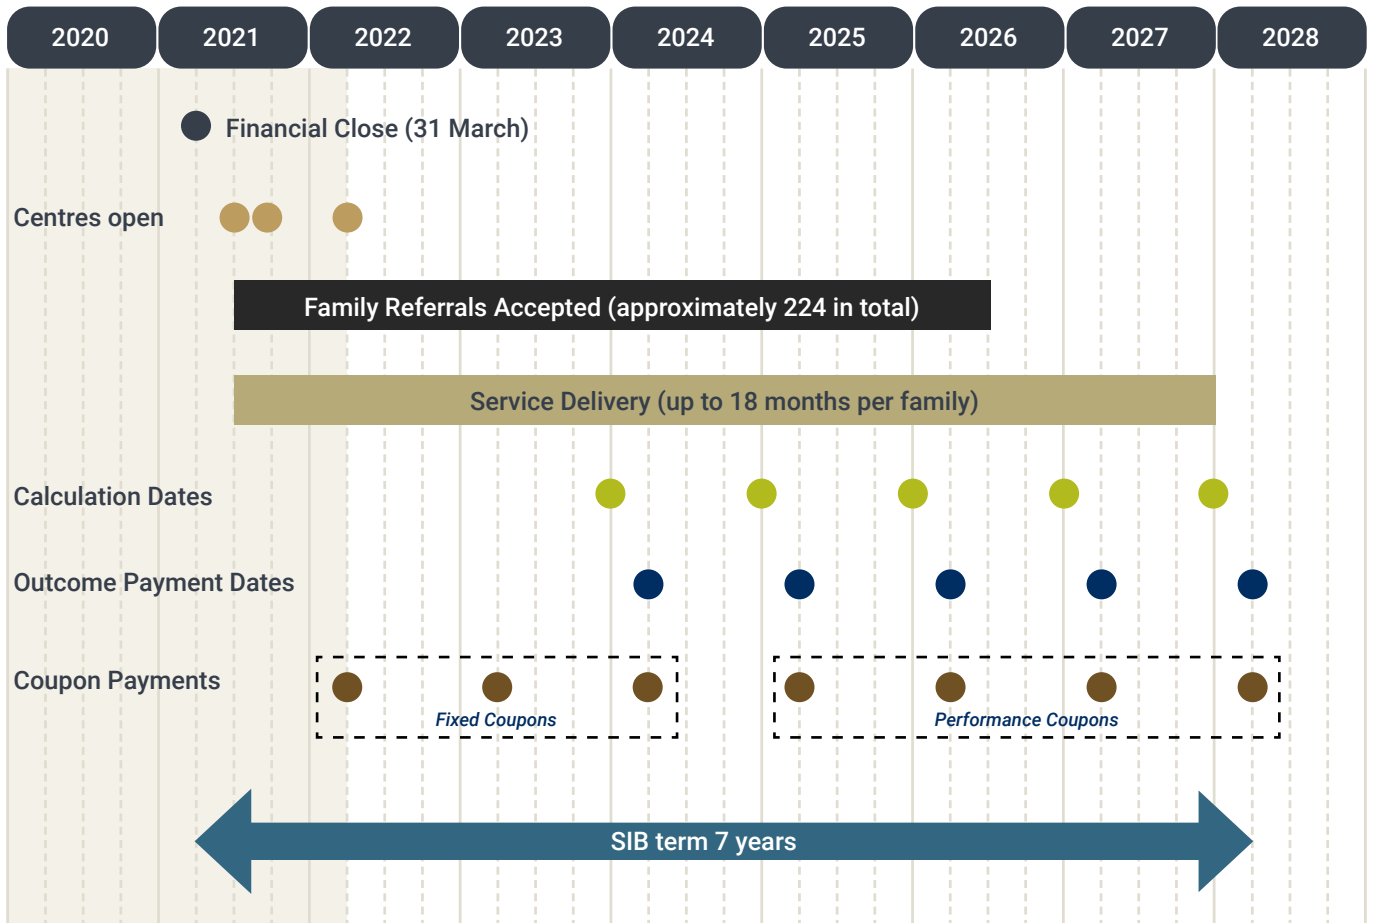 2020
2021
2022
2023
2024
2025
2026
2027
2028
Financial Close (31 March)
Centres open
Family Referrals Accepted (approximately 224 in total)
Service Delivery (up to 18 months per family)
Calculation Dates
Outcome Payment Dates
Coupon Payments
Fixed Coupons
Performance Coupons
SIB term 7 years